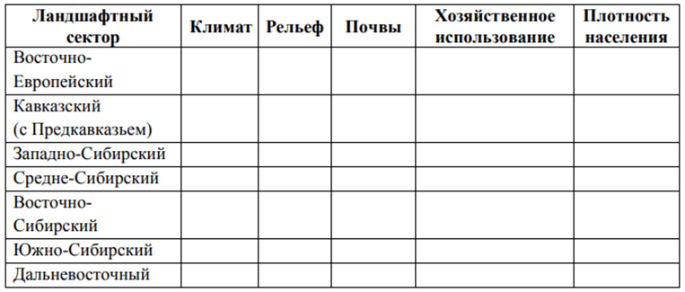 Ландшафтный сектор
Климат
Рельеф
Почвы
Хозяйственное использование
Плотность населения
Восточно-
Европейский
Кавказский
(с Предкавказьем)
Западно-Сибирский
Средне-Сибирский
Восточно-
Сибирский
Южно-Сибирский
Дальневосточный